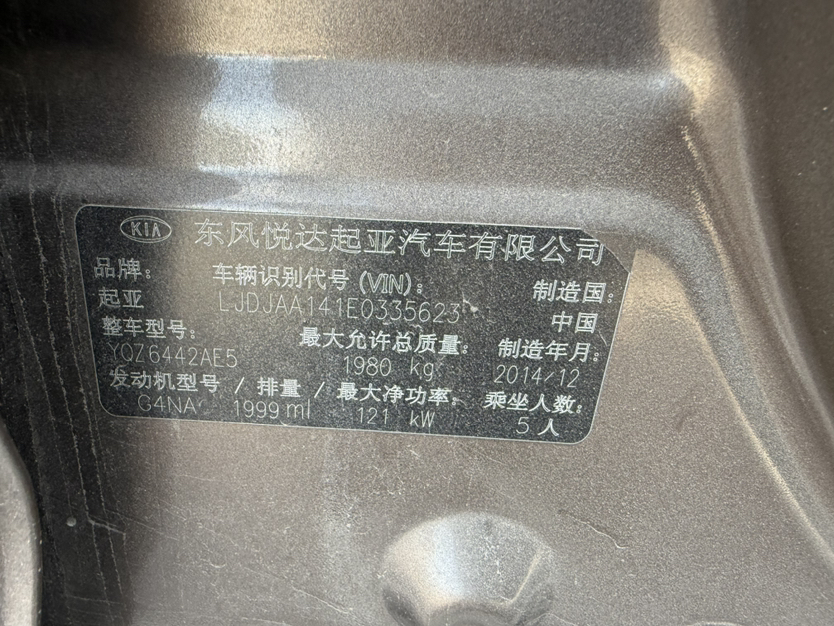 KIA 东风悦达起亚汽车有限公司
品牌： 车辆识别代号 (VIN)： 制造国：
起亚 LJDJAA141E0335623 中国
整车型号： 最大允许总质量： 制造年月：
YQZ6442AE5 1980 kg 2014/12
发动机型号 / 排量 / 最大净功率： 乘坐人数：
G4NA 1999 ml 121 kW 5 人